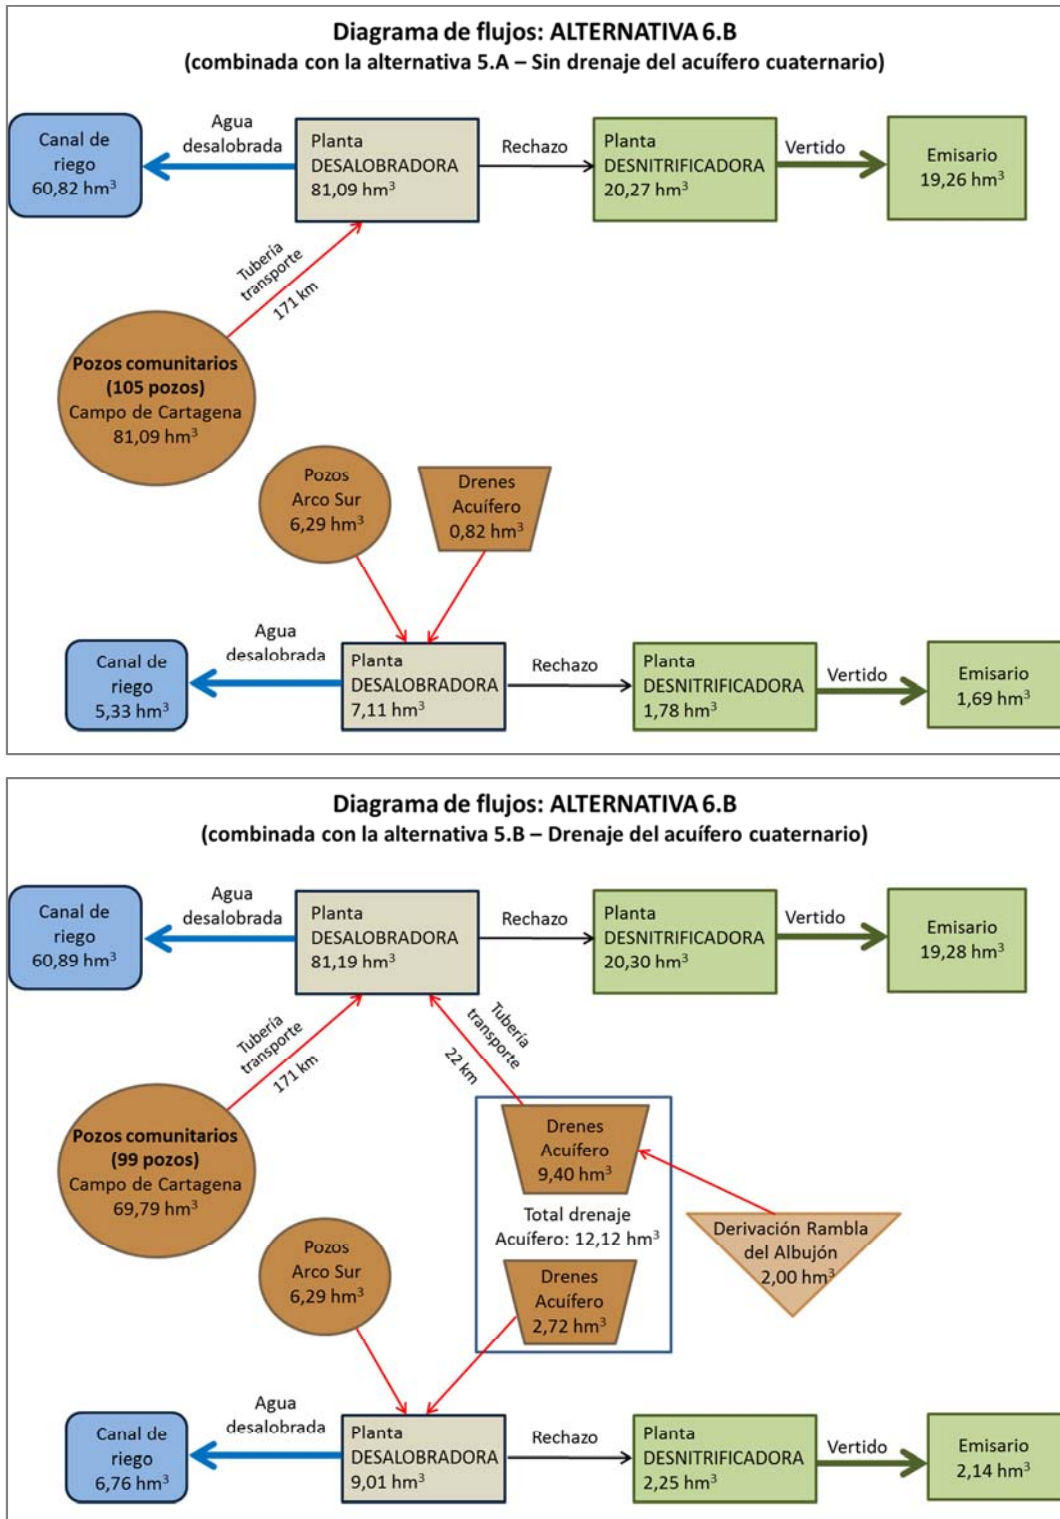 Diagrama de flujos: ALTERNATIVA 6.B
(combinada con la alternativa 5.A – Sin drenaje del acuífero cuaternario)
Canal de
riego
60,82 hm³
Agua
desalobrada
Planta
DESALOBRADORA
81,09 hm³
Rechazo
Planta
DESNITRIFICADORA
20,27 hm³
Vertido
Emisario
19,26 hm³
Tubería
transporte
171 km
Pozos comunitarios
(105 pozos)
Campo de Cartagena
81,09 hm³
Pozos
Arco Sur
6,29 hm³
Drenes
Acuífero
0,82 hm³
Canal de
riego
5,33 hm³
Agua
desalobrada
Planta
DESALOBRADORA
7,11 hm³
Rechazo
Planta
DESNITRIFICADORA
1,78 hm³
Vertido
Emisario
1,69 hm³
Diagrama de flujos: ALTERNATIVA 6.B
(combinada con la alternativa 5.B – Drenaje del acuífero cuaternario)
Canal de
riego
60,89 hm³
Agua
desalobrada
Planta
DESALOBRADORA
81,19 hm³
Rechazo
Planta
DESNITRIFICADORA
20,30 hm³
Vertido
Emisario
19,28 hm³
Tubería
transporte
171 km
Tubería
transporte
22 km
Pozos comunitarios
(99 pozos)
Campo de Cartagena
69,79 hm³
Drenes
Acuífero
9,40 hm³
Total drenaje
Acuífero: 12,12 hm³
Derivación Rambla
del Albujón
2,00 hm³
Pozos
Arco Sur
6,29 hm³
Drenes
Acuífero
2,72 hm³
Canal de
riego
6,76 hm³
Agua
desalobrada
Planta
DESALOBRADORA
9,01 hm³
Rechazo
Planta
DESNITRIFICADORA
2,25 hm³
Vertido
Emisario
2,14 hm³